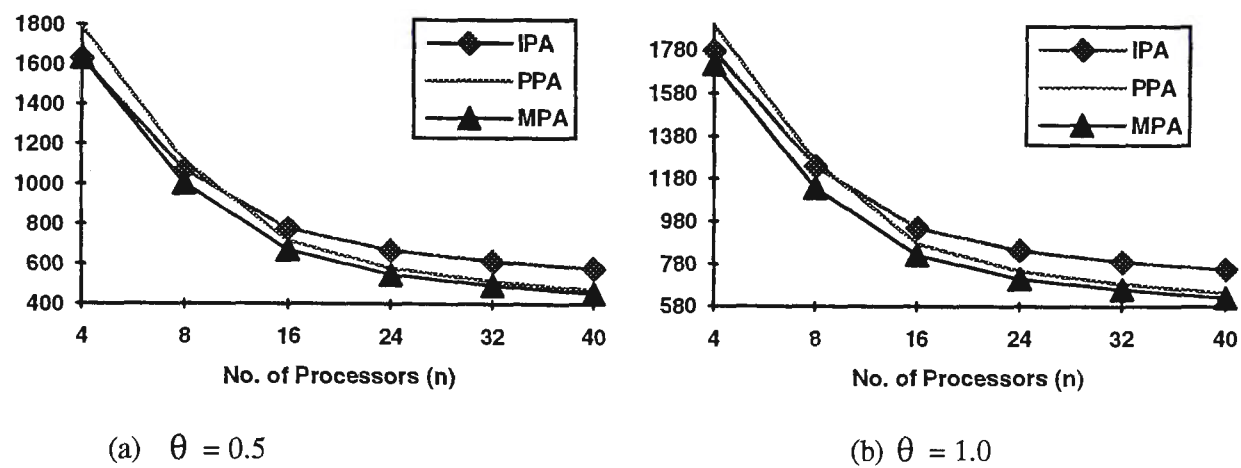 1800
1600
1400
1200
1000
800
600
400
4 8 16 24 32 40
No. of Processors (n)
IPA
PPA
MPA
(a) θ = 0.5
1780
1580
1380
1180
980
780
580
4 8 16 24 32 40
No. of Processors (n)
IPA
PPA
MPA
(b) θ = 1.0